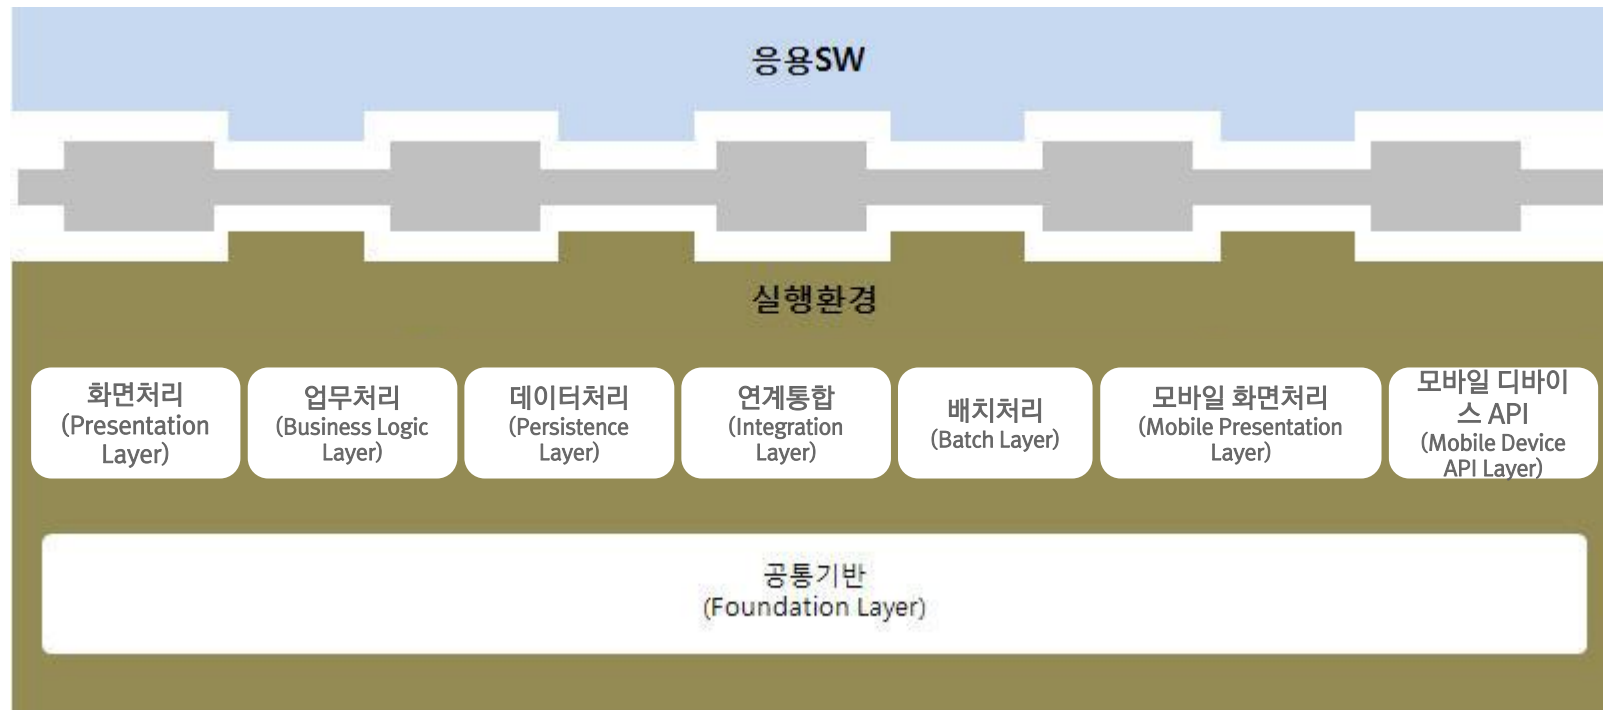 응용SW
실행환경
화면처리
(Presentation
Layer)
업무처리
(Business Logic
Layer)
데이터처리
(Persistence
Layer)
연계통합
(Integration
Layer)
배치처리
(Batch Layer)
모바일 화면처리
(Mobile Presentation
Layer)
모바일 디바이
스 API
(Mobile Device
API Layer)
공통기반
(Foundation Layer)